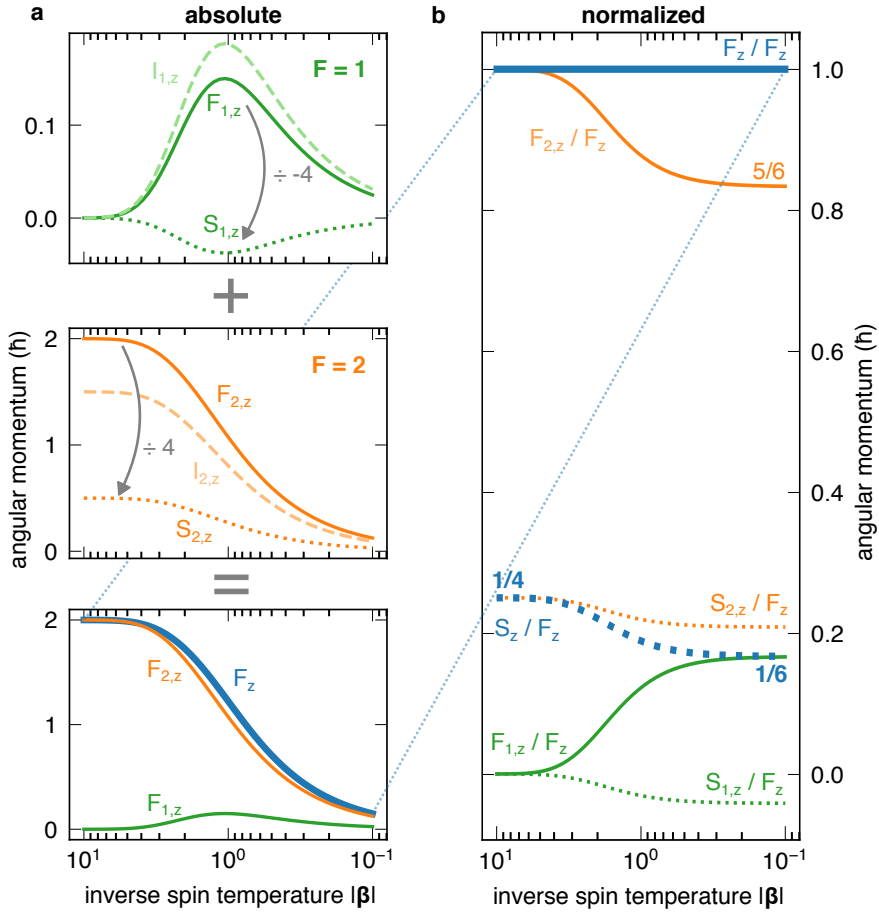 a
absolute
angular momentum (ħ)
0.1
0.0
I1,z
F1,z
F = 1
÷ -4
S1,z
+
2
1
0
F = 2
F2,z
÷ 4
I2,z
S2,z
=
2
1
0
F2,z
Fz
F1,z
10¹ 10⁰ 10⁻¹
inverse spin temperature |β|
b
normalized
Fz / Fz
F2,z / Fz
5/6
1/4
S2,z / Fz
Sz / Fz
1/6
F1,z / Fz
S1,z / Fz
1.0
0.8
0.6
0.4
0.2
0.0
angular momentum (ħ)
10¹ 10⁰ 10⁻¹
inverse spin temperature |β|